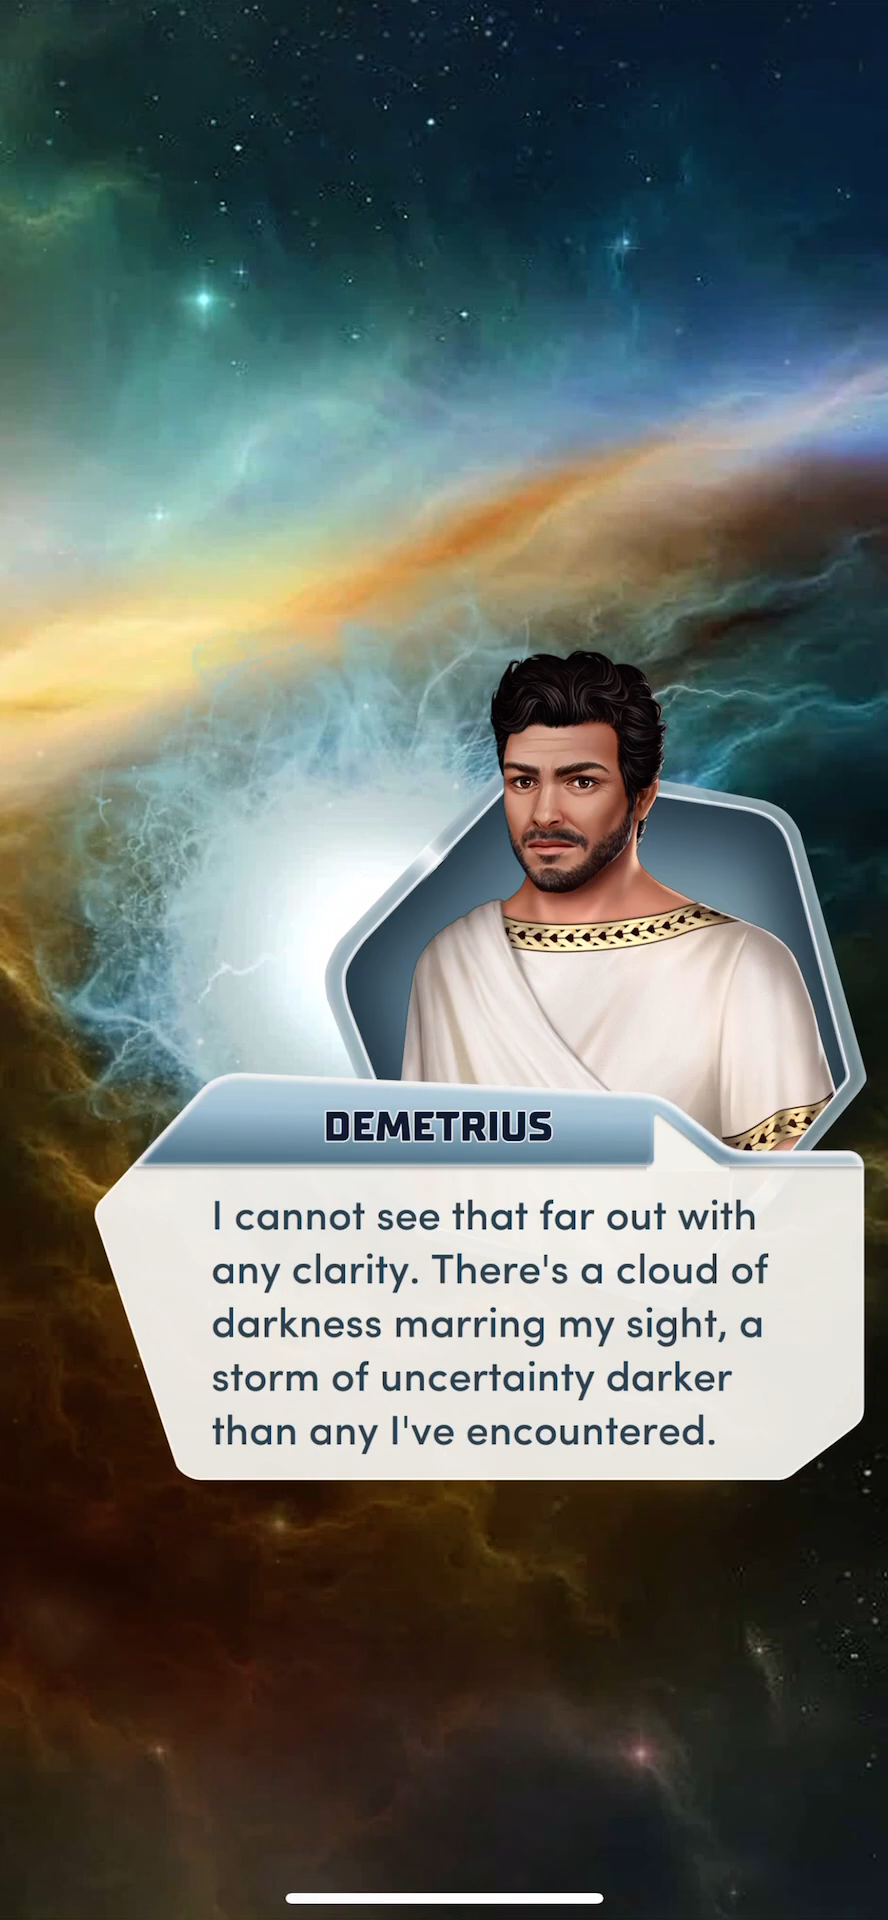 DEMETRIUS
I cannot see that far out with
any clarity. There's a cloud of
darkness marring my sight, a
storm of uncertainty darker
than any I've encountered.